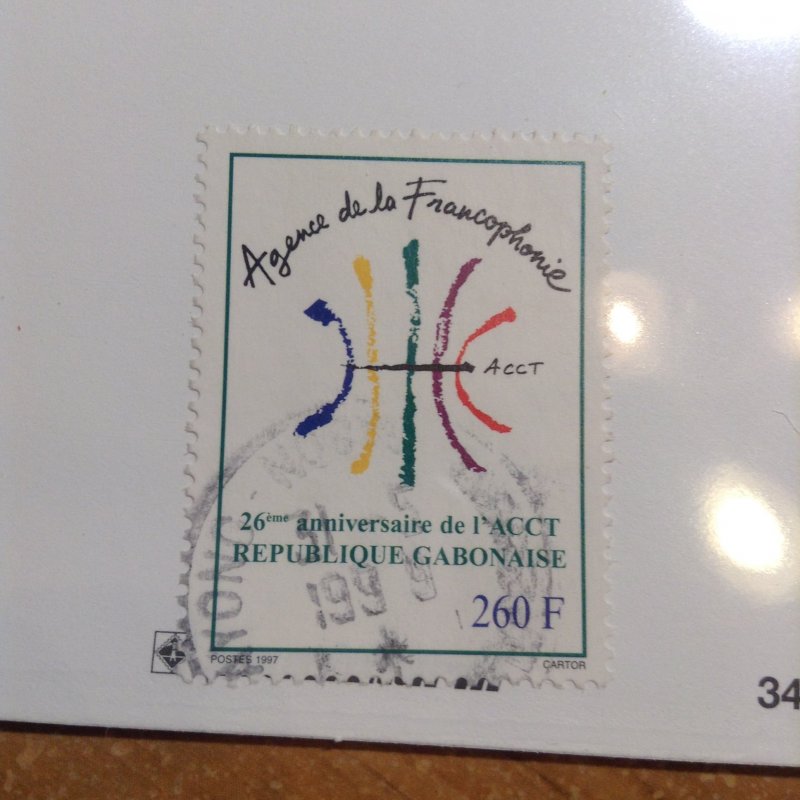 Agence de la Francophonie
ACCT
26ème anniversaire de l'ACCT
REPUBLIQUE GABONAISE
260 F
POSTES 1997
CARTOR
34